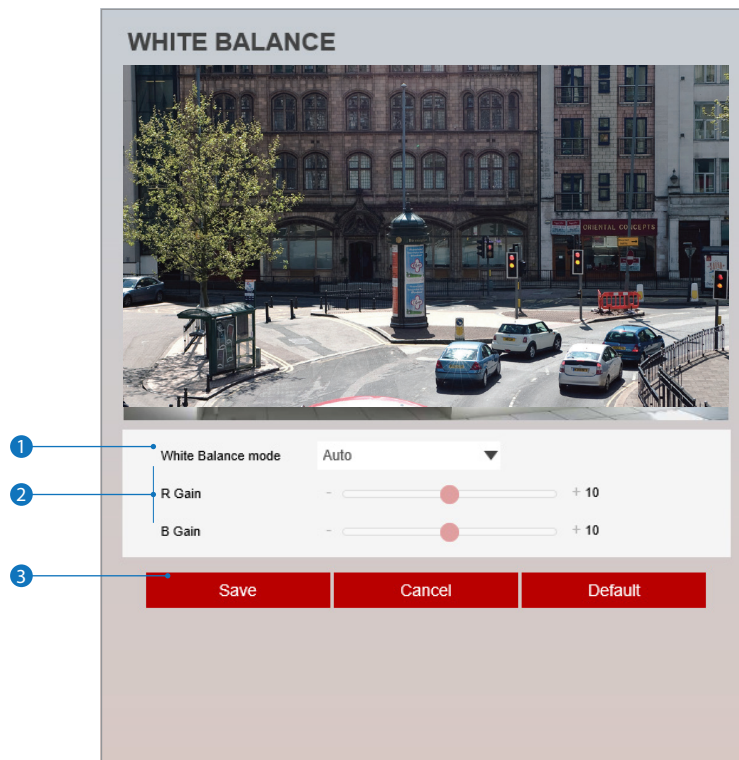 WHITE BALANCE
ORIENTAL CONCEPTS
1 White Balance mode Auto
2 R Gain - + 10
B Gain - + 10
3 Save Cancel Default